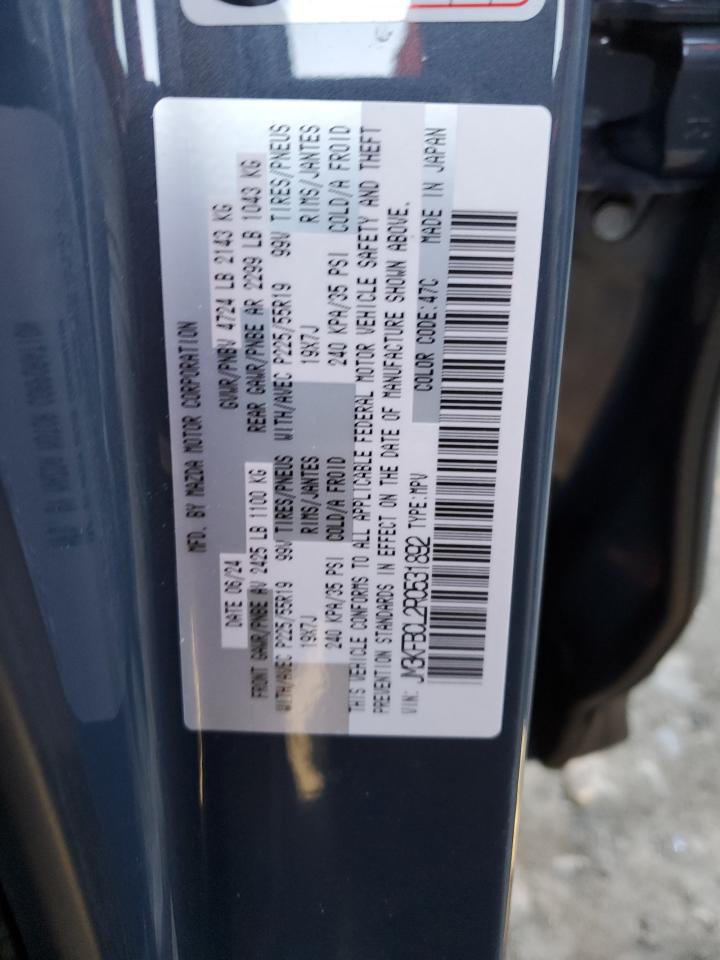 MFD. BY MAZDA MOTOR CORPORATION
DATE 06/24 GVWR/PNBV 4724 LB 2143 KG
FRONT GAWR/PNBE AV 2425 LB 1100 KG REAR GAWR/PNBE AR 2299 LB 1043 KG
WITH/AVEC P225/55R19 99V TIRES/PNEUS WITH/AVEC P225/55R19 99V TIRES/PNEUS
19X7J RIMS/JANTES 19X7J RIMS/JANTES
240 KPA/35 PSI COLD/A FROID 240 KPA/35 PSI COLD/A FROID
THIS VEHICLE CONFORMS TO ALL APPLICABLE FEDERAL MOTOR VEHICLE SAFETY AND THEFT
PREVENTION STANDARDS IN EFFECT ON THE DATE OF MANUFACTURE SHOWN ABOVE.
VIN: JM3KFBCL2R0531892 TYPE:MPV COLOR CODE:47C MADE IN JAPAN